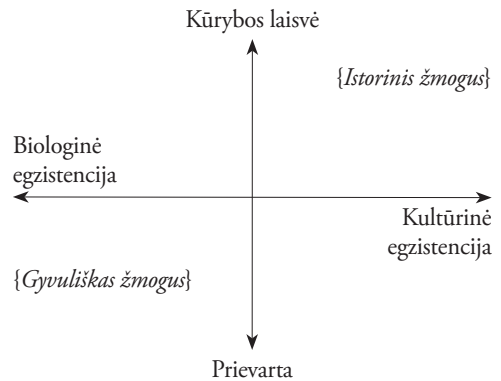 Kūrybos laisvė
{Istorinis žmogus}
Biologinė
egzistencija
Kultūrinė
egzistencija
{Gyvuliškas žmogus}
Prievarta